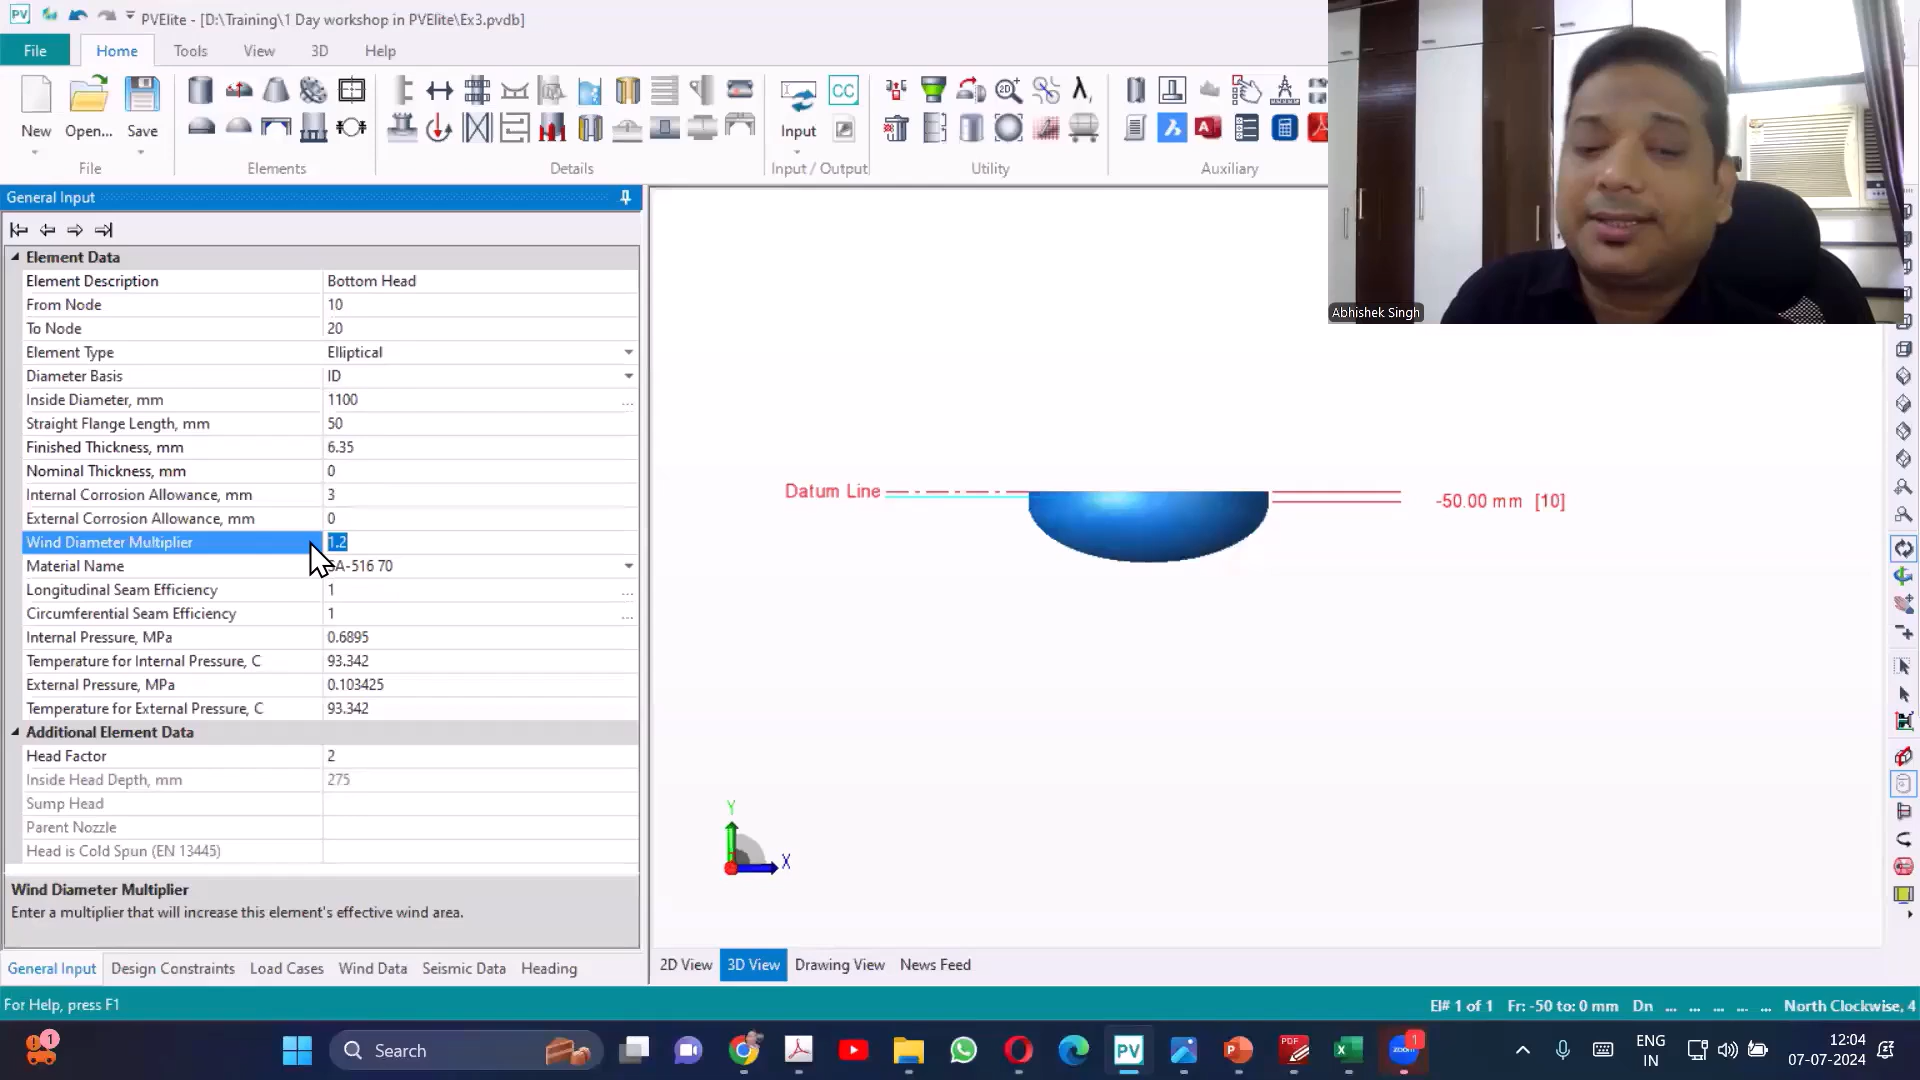 PVElite - [D:\Training\1 Day workshop in PVElite\Ex3.pvdb]
File Home Tools View 3D Help
New Open... Save Input
File Elements Details Input / Output Utility Auxiliary
Abhishek Singh
General Input
Element Data
Element Description Bottom Head
From Node 10
To Node 20
Element Type Elliptical
Diameter Basis ID
Inside Diameter, mm 1100 ...
Straight Flange Length, mm 50
Finished Thickness, mm 6.35
Nominal Thickness, mm 0
Internal Corrosion Allowance, mm 3
External Corrosion Allowance, mm 0
Wind Diameter Multiplier 1.2
Material Name SA-516 70
Longitudinal Seam Efficiency 1 ...
Circumferential Seam Efficiency 1 ...
Internal Pressure, MPa 0.6895
Temperature for Internal Pressure, C 93.342
External Pressure, MPa 0.103425
Temperature for External Pressure, C 93.342
Additional Element Data
Head Factor 2
Inside Head Depth, mm 275
Sump Head
Parent Nozzle
Head is Cold Spun (EN 13445)
Wind Diameter Multiplier
Enter a multiplier that will increase this element's effective wind area.
General Input Design Constraints Load Cases Wind Data Seismic Data Heading
Datum Line
-50.00 mm [10]
Y
X
2D View 3D View Drawing View News Feed
For Help, press F1
El# 1 of 1 Fr: -50 to: 0 mm Dn ... ... ... ... ... North Clockwise, 4
Search
ENG
IN
12:04
07-07-2024